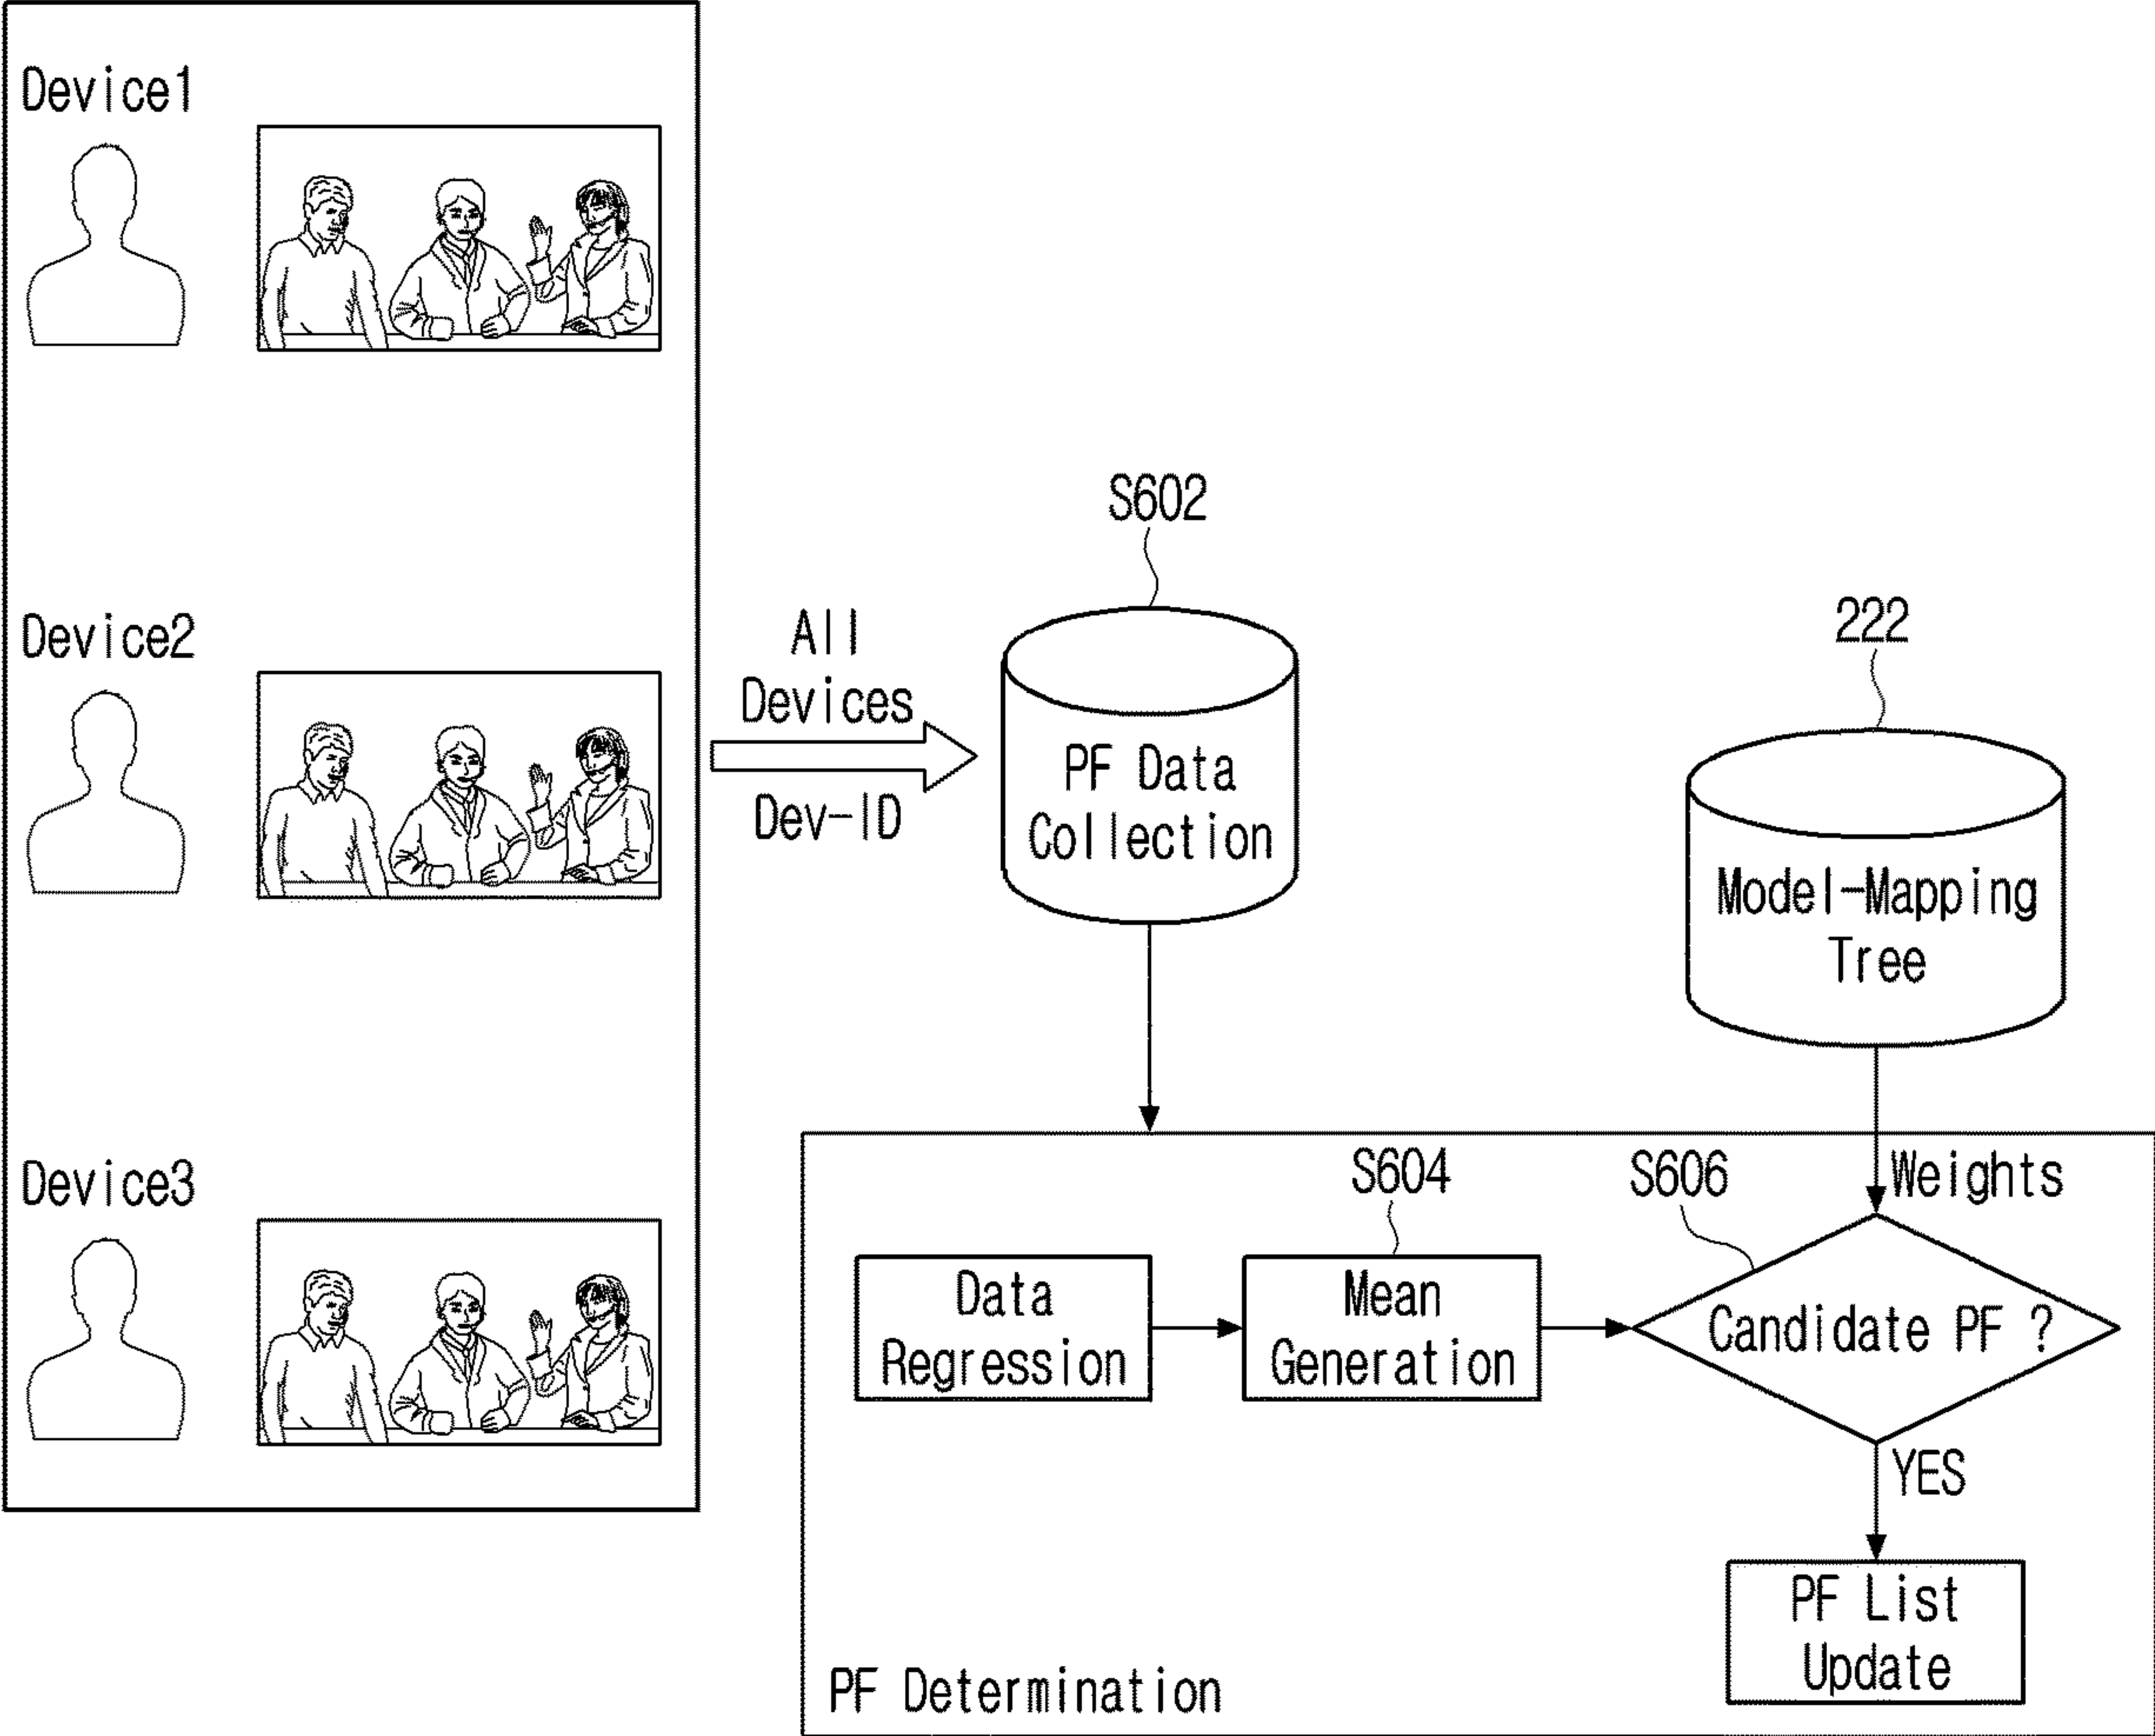 Device1
Device2
Device3
All
Devices
Dev-ID
S602
PF Data
Collection
222
Model-Mapping
Tree
Weights
S604
S606
Data
Regression
Mean
Generation
Candidate PF ?
YES
PF List
Update
PF Determination